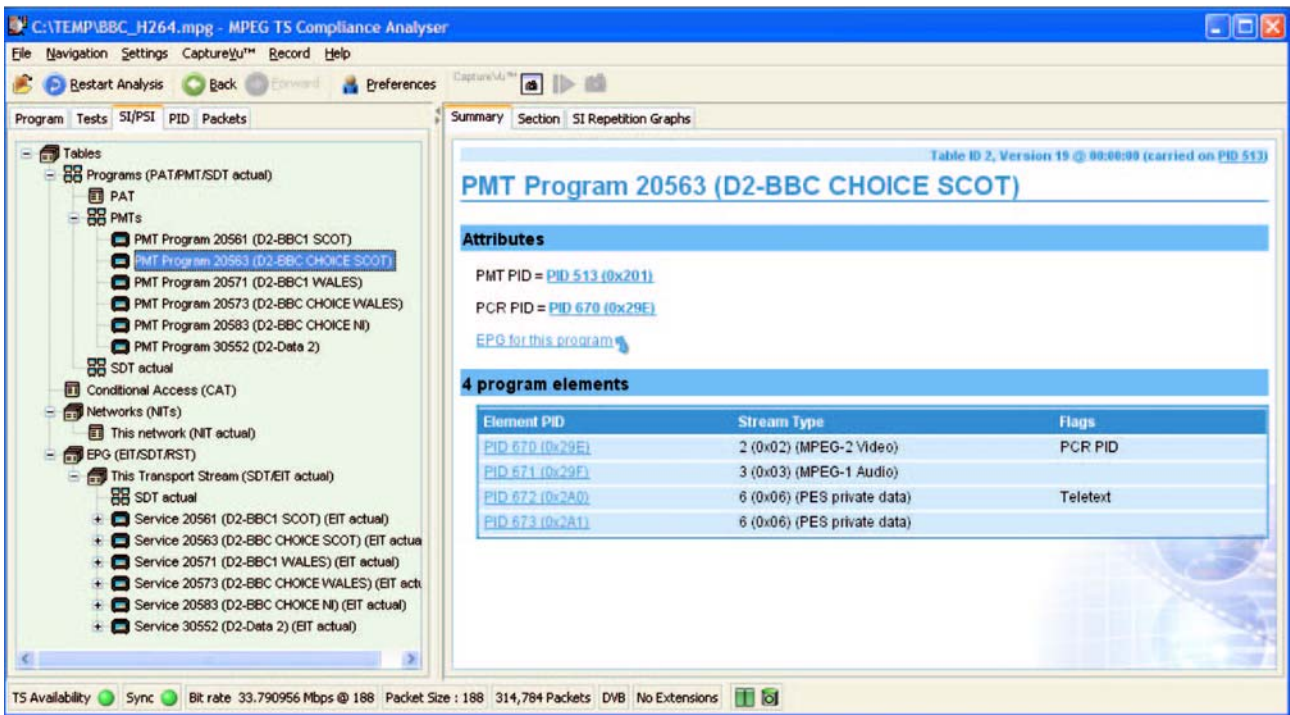 C:\TEMP\BBC_H264.mpg - MPEG TS Compliance Analyser
File Navigation Settings CaptureVu™ Record Help
Restart Analysis Back Forward Preferences CaptureVu™
Program Tests SI/PSI PID Packets
Tables
Programs (PAT/PMT/SDT actual)
PAT
PMTs
PMT Program 20561 (D2-BBC1 SCOT)
PMT Program 20563 (D2-BBC CHOICE SCOT)
PMT Program 20571 (D2-BBC1 WALES)
PMT Program 20573 (D2-BBC CHOICE WALES)
PMT Program 20583 (D2-BBC CHOICE NI)
PMT Program 30552 (D2-Data 2)
SDT actual
Conditional Access (CAT)
Networks (NITs)
This network (NIT actual)
EPG (EIT/SDT/RST)
This Transport Stream (SDT/EIT actual)
SDT actual
Service 20561 (D2-BBC1 SCOT) (EIT actual)
Service 20563 (D2-BBC CHOICE SCOT) (EIT actua
Service 20571 (D2-BBC1 WALES) (EIT actual)
Service 20573 (D2-BBC CHOICE WALES) (EIT actu
Service 20583 (D2-BBC CHOICE NI) (EIT actual)
Service 30552 (D2-Data 2) (EIT actual)
Summary Section SI Repetition Graphs
Table ID 2, Version 19 @ 00:00:00 (carried on PID 513)
PMT Program 20563 (D2-BBC CHOICE SCOT)
Attributes
PMT PID = PID 513 (0x201)
PCR PID = PID 670 (0x29E)
EPG for this program
4 program elements
Element PID Stream Type Flags
PID 670 (0x29E) 2 (0x02) (MPEG-2 Video) PCR PID
PID 671 (0x29F) 3 (0x03) (MPEG-1 Audio)
PID 672 (0x2A0) 6 (0x06) (PES private data) Teletext
PID 673 (0x2A1) 6 (0x06) (PES private data)
TS Availability Sync Bit rate 33.790956 Mbps @ 188 Packet Size : 188 314,784 Packets DVB No Extensions